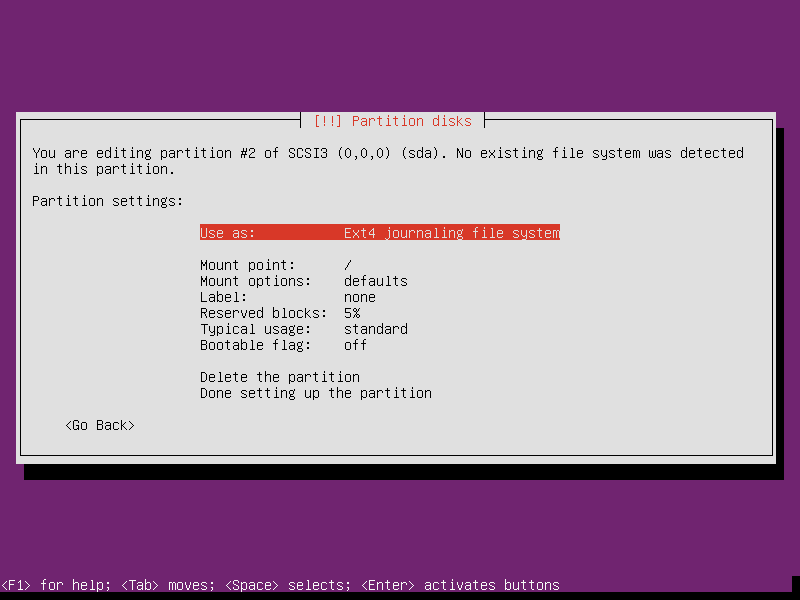 [!!] Partition disks
You are editing partition #2 of SCSI3 (0,0,0) (sda). No existing file system was detected
in this partition.
Partition settings:
Use as: Ext4 journaling file system
Mount point: /
Mount options: defaults
Label: none
Reserved blocks: 5%
Typical usage: standard
Bootable flag: off
Delete the partition
Done setting up the partition
<Go Back>
<F1> for help; <Tab> moves; <Space> selects; <Enter> activates buttons